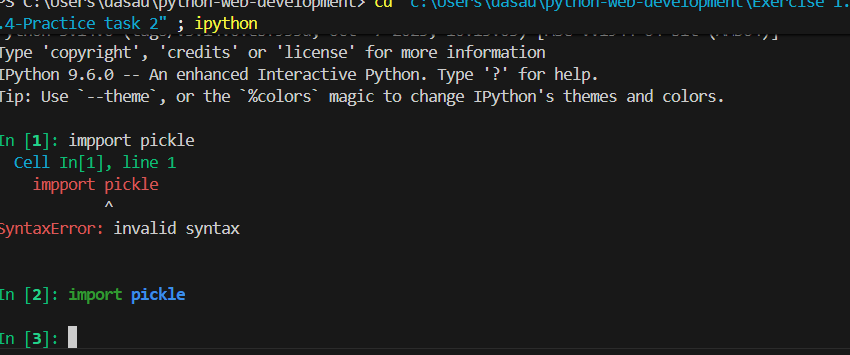 PS C:\Users\dasau\python-web-development> cd "c:\Users\dasau\python-web-development\Exercise 1.
.4-Practice task 2" ; ipython
Type 'copyright', 'credits' or 'license' for more information
IPython 9.6.0 -- An enhanced Interactive Python. Type '?' for help.
Tip: Use `--theme`, or the `%colors` magic to change IPython's themes and colors.
In [1]: impport pickle
Cell In[1], line 1
impport pickle
^
SyntaxError: invalid syntax
In [2]: import pickle
In [3]: